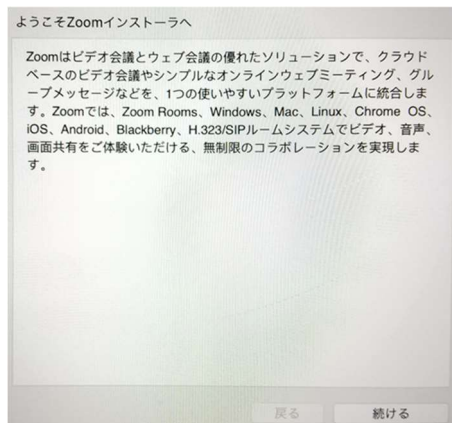 ようこそZoomインストーラへ
Zoomはビデオ会議とウェブ会議の優れたソリューションで、クラウド
ベースのビデオ会議やシンプルなオンラインウェブミーティング、グル
ープメッセージなどを、1つの使いやすいプラットフォームに統合しま
す。Zoomでは、Zoom Rooms、Windows、Mac、Linux、Chrome OS、
iOS、Android、Blackberry、H.323/SIPルームシステムでビデオ、音声、
画面共有をご体験いただける、無制限のコラボレーションを実現しま
す。
戻る 続ける